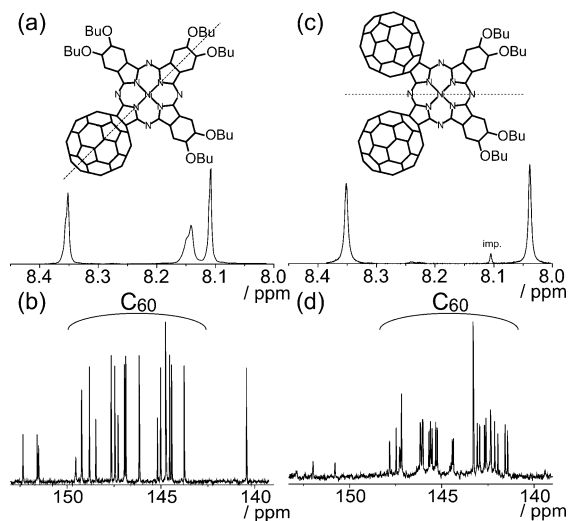 (a)
(c)
BuO OBu
BuO OBu
N N
N N
N Ni N
N N
N
OBu
OBu
OBu
OBu
N
N N
N Ni N
N N
N
OBu
OBu
imp.
8.4 8.3 8.2 8.1 8.0
/ ppm
8.4 8.3 8.2 8.1 8.0
/ ppm
(b)
C60
(d)
C60
150 145 140
/ ppm
150 145 140
/ ppm